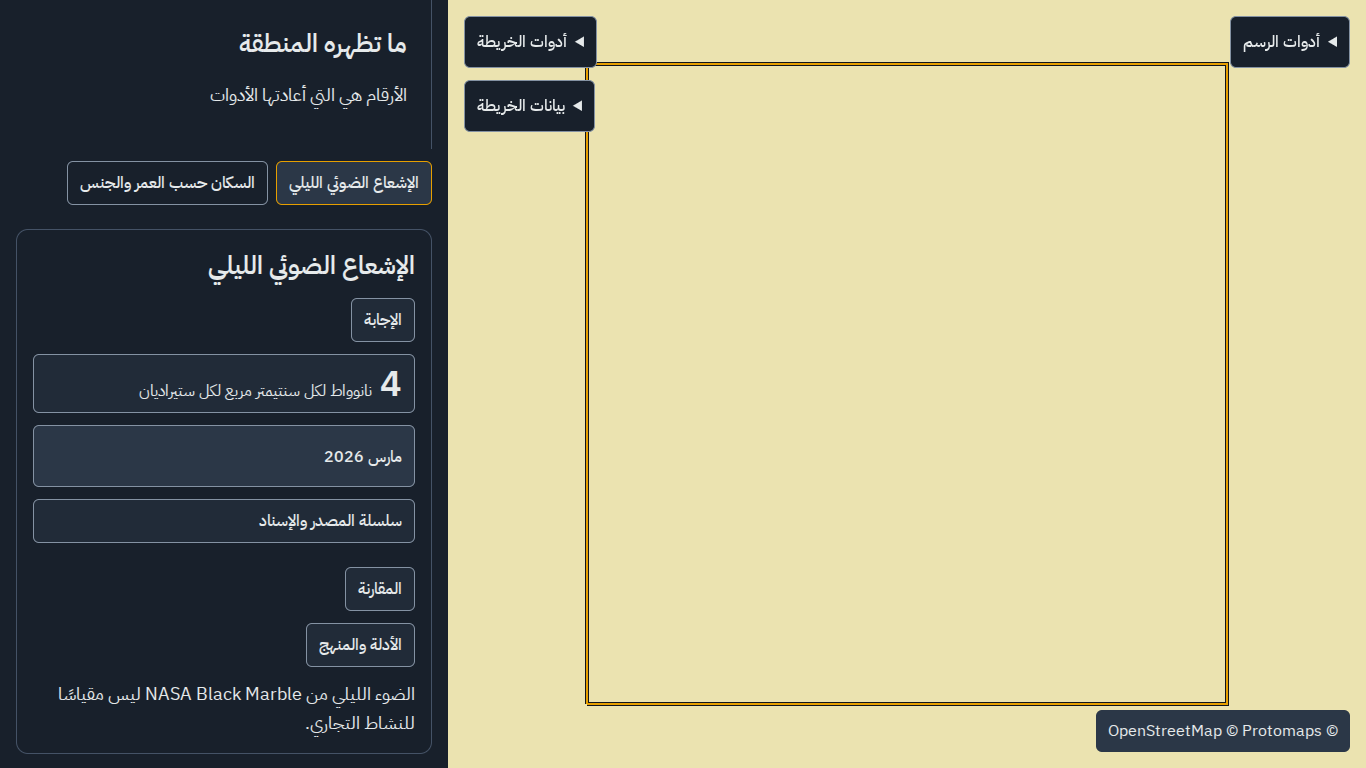 ما تظهره المنطقة
الأرقام هي التي أعادتها الأدوات
الإشعاع الضوئي الليلي
السكان حسب العمر والجنس
الإشعاع الضوئي الليلي
الإجابة
4 نانوواط لكل سنتيمتر مربع لكل ستيراديان
مارس 2026
سلسلة المصدر والإسناد
المقارنة
الأدلة والمنهج
الضوء الليلي من NASA Black Marble ليس مقياسًا
للنشاط التجاري.
أدوات الرسم
أدوات الخريطة
بيانات الخريطة
OpenStreetMap © Protomaps ©